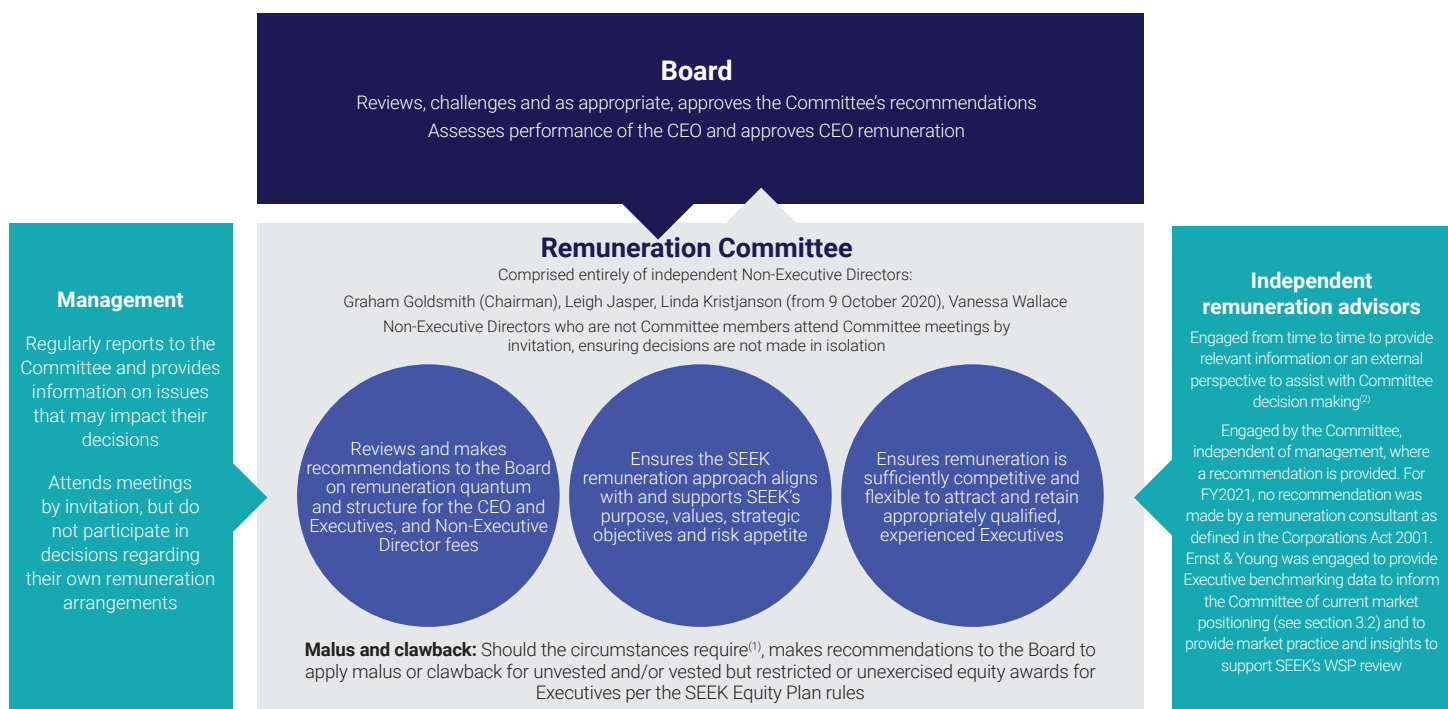 Board
Reviews, challenges and as appropriate, approves the Committee's recommendations
Assesses performance of the CEO and approves CEO remuneration
Management
Regularly reports to the
Committee and provides
information on issues
that may impact their
decisions
Attends meetings
by invitation, but do
not participate in
decisions regarding
their own remuneration
arrangements
Remuneration Committee
Comprised entirely of independent Non-Executive Directors:
Graham Goldsmith (Chairman), Leigh Jasper, Linda Kristjanson (from 9 October 2020), Vanessa Wallace
Non-Executive Directors who are not Committee members attend Committee meetings by
invitation, ensuring decisions are not made in isolation
Reviews and makes
recommendations to the Board
on remuneration quantum
and structure for the CEO and
Executives, and Non-Executive
Director fees
Ensures the SEEK
remuneration approach aligns
with and supports SEEK's
purpose, values, strategic
objectives and risk appetite
Ensures remuneration is
sufficiently competitive and
flexible to attract and retain
appropriately qualified,
experienced Executives
Malus and clawback: Should the circumstances require(1), makes recommendations to the Board to
apply malus or clawback for unvested and/or vested but restricted or unexercised equity awards for
Executives per the SEEK Equity Plan rules
Independent
remuneration advisors
Engaged from time to time to provide
relevant information or an external
perspective to assist with Committee
decision making(2)
Engaged by the Committee,
independent of management, where
a recommendation is provided. For
FY2021, no recommendation was
made by a remuneration consultant as
defined in the Corporations Act 2001.
Ernst & Young was engaged to provide
Executive benchmarking data to inform
the Committee of current market
positioning (see section 3.2) and to
provide market practice and insights to
support SEEK's WSP review